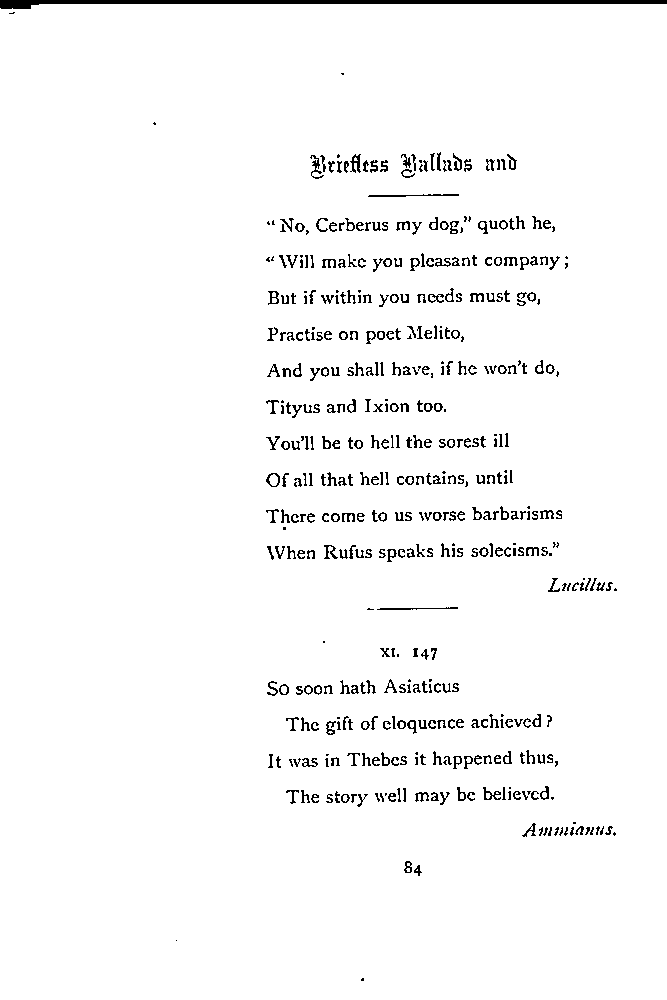 Briefless Ballads and
"No, Cerberus my dog," quoth he,
"Will make you pleasant company;
But if within you needs must go,
Practise on poet Melito,
And you shall have, if he won't do,
Tityus and Ixion too.
You'll be to hell the sorest ill
Of all that hell contains, until
There come to us worse barbarisms
When Rufus speaks his solecisms."
Lucillus.
XI. 147
So soon hath Asiaticus
The gift of eloquence achieved?
It was in Thebes it happened thus,
The story well may be believed.
Ammianus.
84